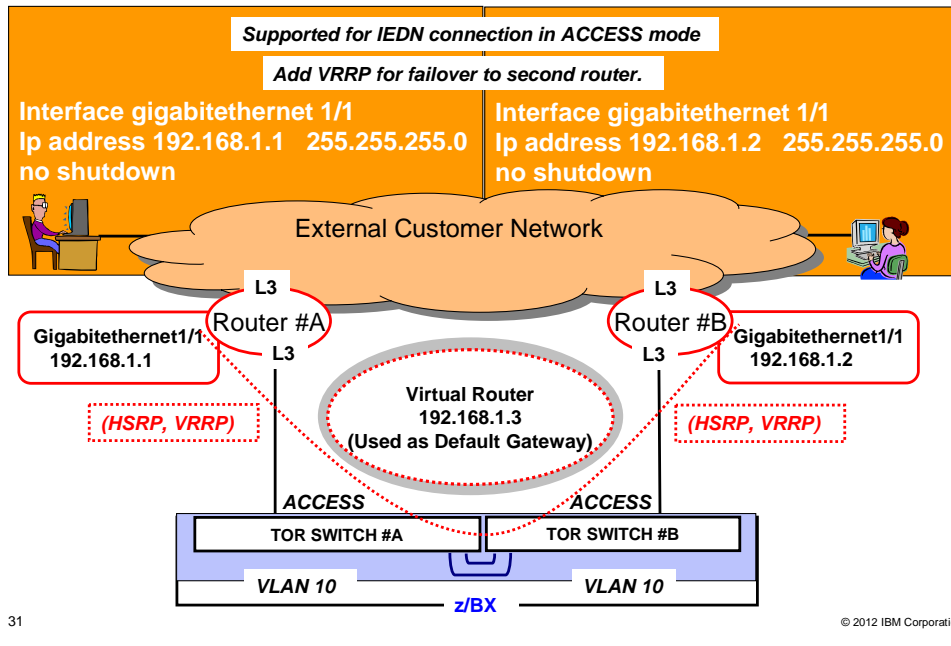 Supported for IEDN connection in ACCESS mode
Add VRRP for failover to second router.
Interface gigabitethernet 1/1
Ip address 192.168.1.1 255.255.255.0
no shutdown
Interface gigabitethernet 1/1
Ip address 192.168.1.2 255.255.255.0
no shutdown
External Customer Network
L3
Router #A
L3
L3
Router #B
L3
Gigabitethernet1/1
192.168.1.1
Gigabitethernet1/1
192.168.1.2
Virtual Router
192.168.1.3
(Used as Default Gateway)
(HSRP, VRRP)
(HSRP, VRRP)
ACCESS
ACCESS
TOR SWITCH #A
TOR SWITCH #B
VLAN 10
VLAN 10
z/BX
31
© 2012 IBM Corporati